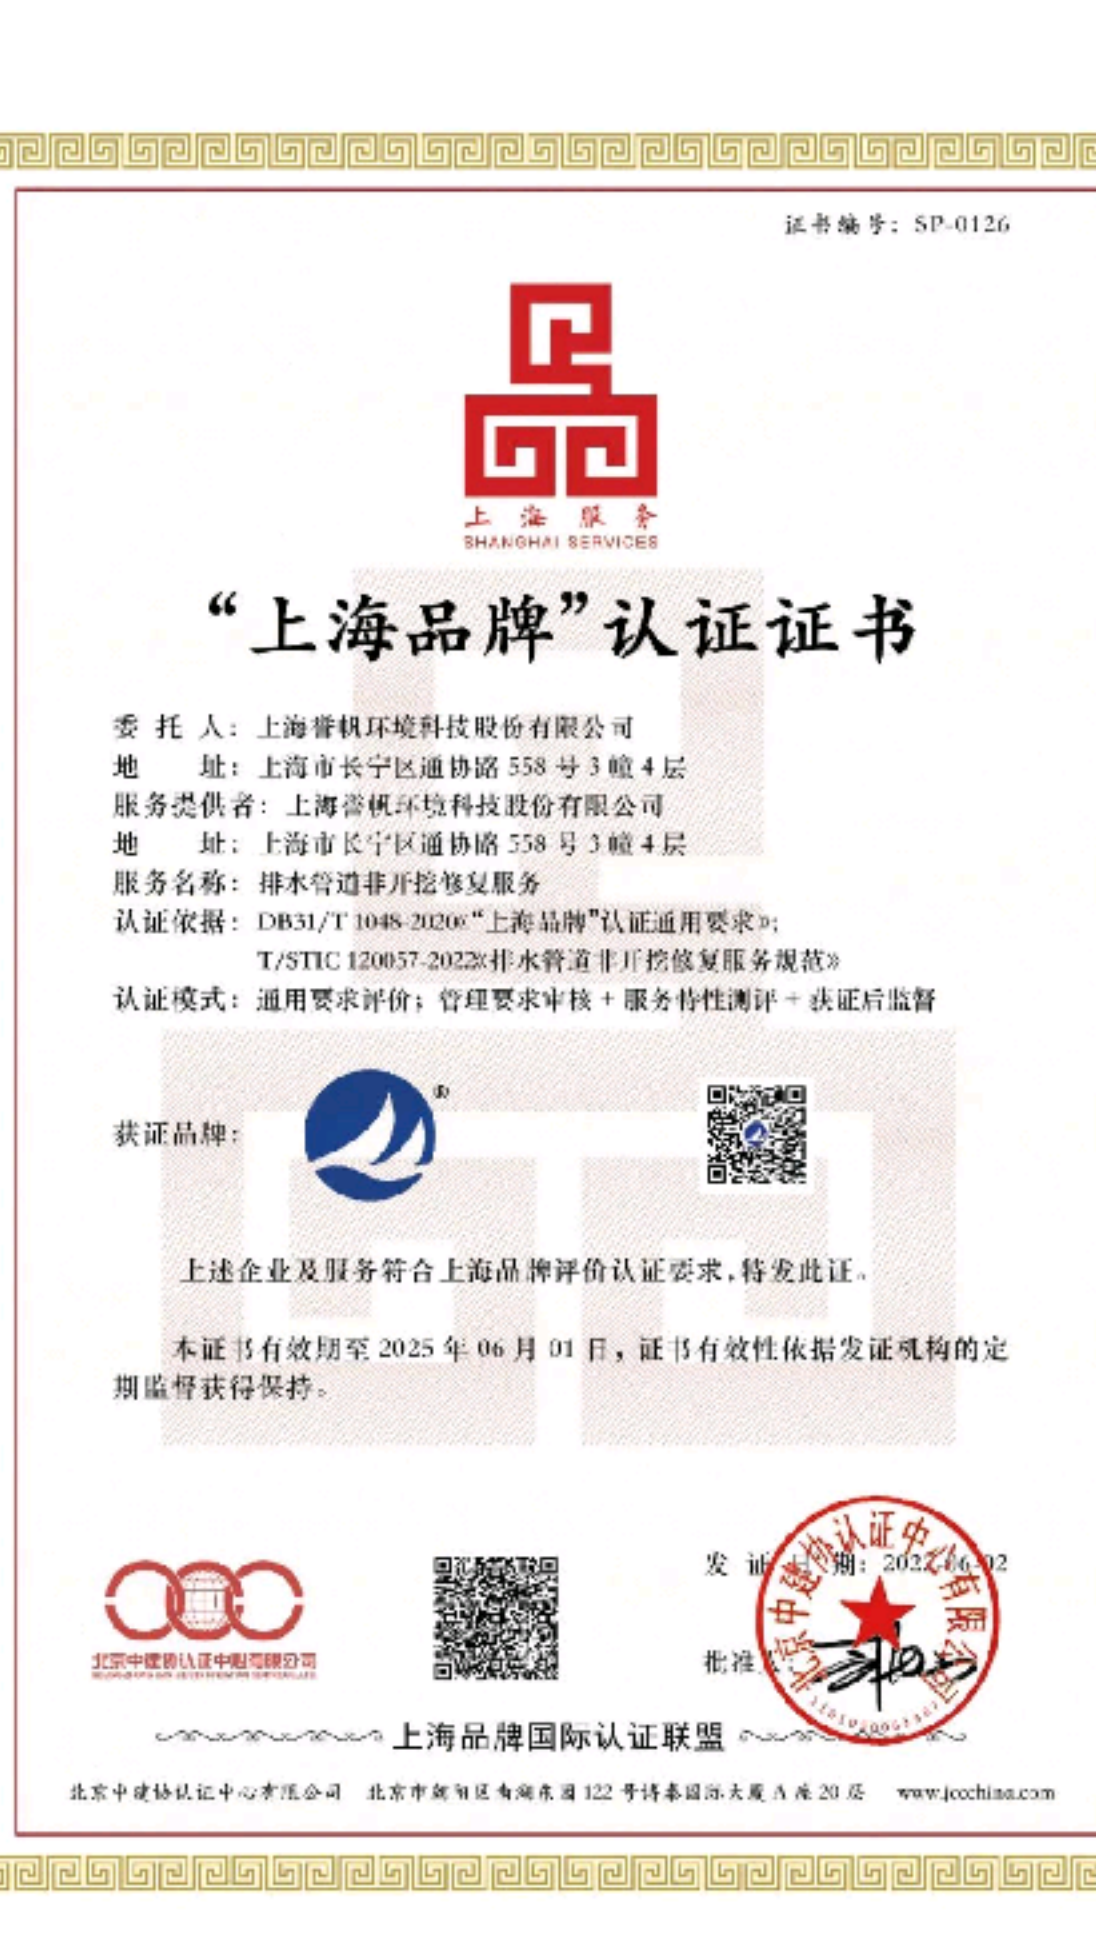 证书编号：SP-0126
上海服务
SHANGHAI SERVICES
“上海品牌”认证证书
委托人：上海誉帆环境科技股份有限公司
地址：上海市长宁区通协路 558 号 3 幢 4 层
服务提供者：上海誉帆环境科技股份有限公司
地址：上海市长宁区通协路 558 号 3 幢 4 层
服务名称：排水管道非开挖修复服务
认证依据：DB31/T 1048-2020《“上海品牌”认证通用要求》；
T/STIC 120057-2022《排水管道非开挖修复服务规范》
认证模式：通用要求评价；管理要求审核 + 服务特性测评 + 获证后监督
获证品牌：
®
上述企业及服务符合上海品牌评价认证要求，特发此证。
本证书有效期至 2025 年 06 月 01 日，证书有效性依据发证机构的定
期监督获得保持。
发证日期：2022-06-02
北京中建协认证中心有限公司
北京中建协认证中心有限公司
批准人：
上海品牌国际认证联盟
北京中建协认证中心有限公司 北京市朝阳区南湖东园 122 号博泰国际大厦 A 座 20 层 www.jccchina.com